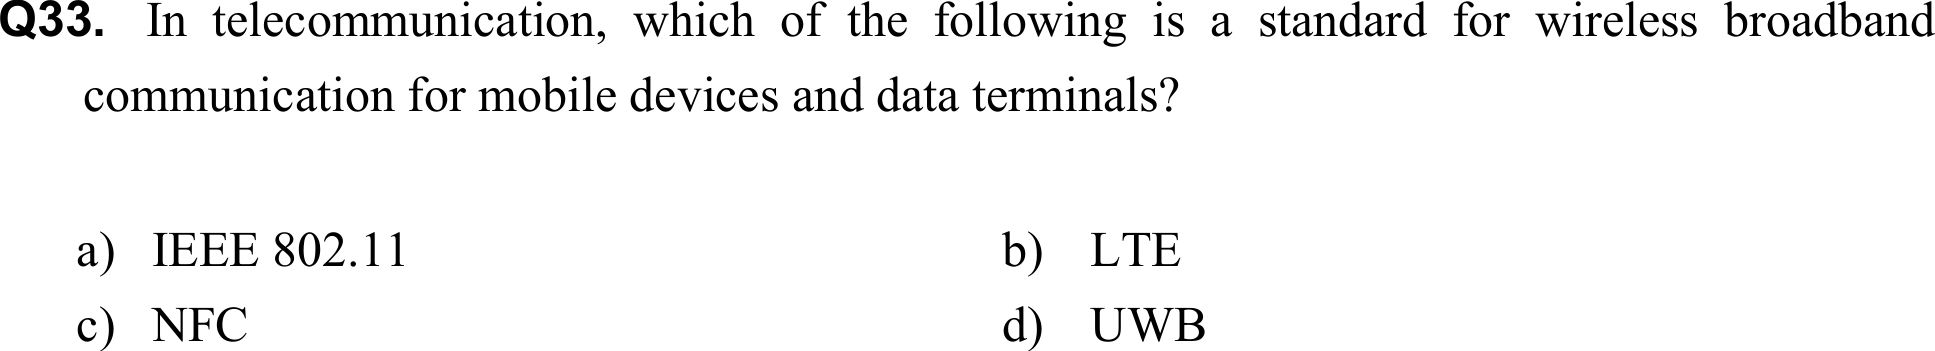 Q33. In telecommunication, which of the following is a standard for wireless broadband
communication for mobile devices and data terminals?
a) IEEE 802.11 b) LTE
c) NFC d) UWB